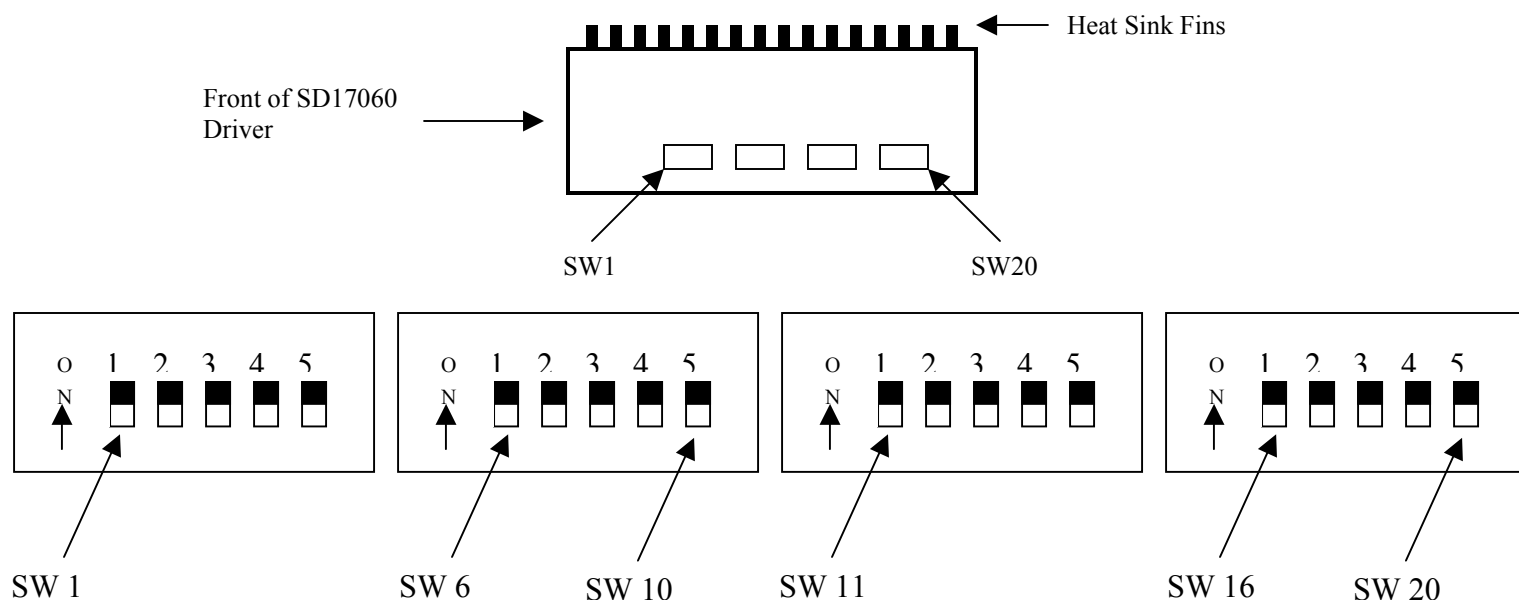 Heat Sink Fins
Front of SD17060
Driver
SW1
SW20
O 1 2 3 4 5
N
O 1 2 3 4 5
N
O 1 2 3 4 5
N
O 1 2 3 4 5
N
SW 1
SW 6
SW 10
SW 11
SW 16
SW 20